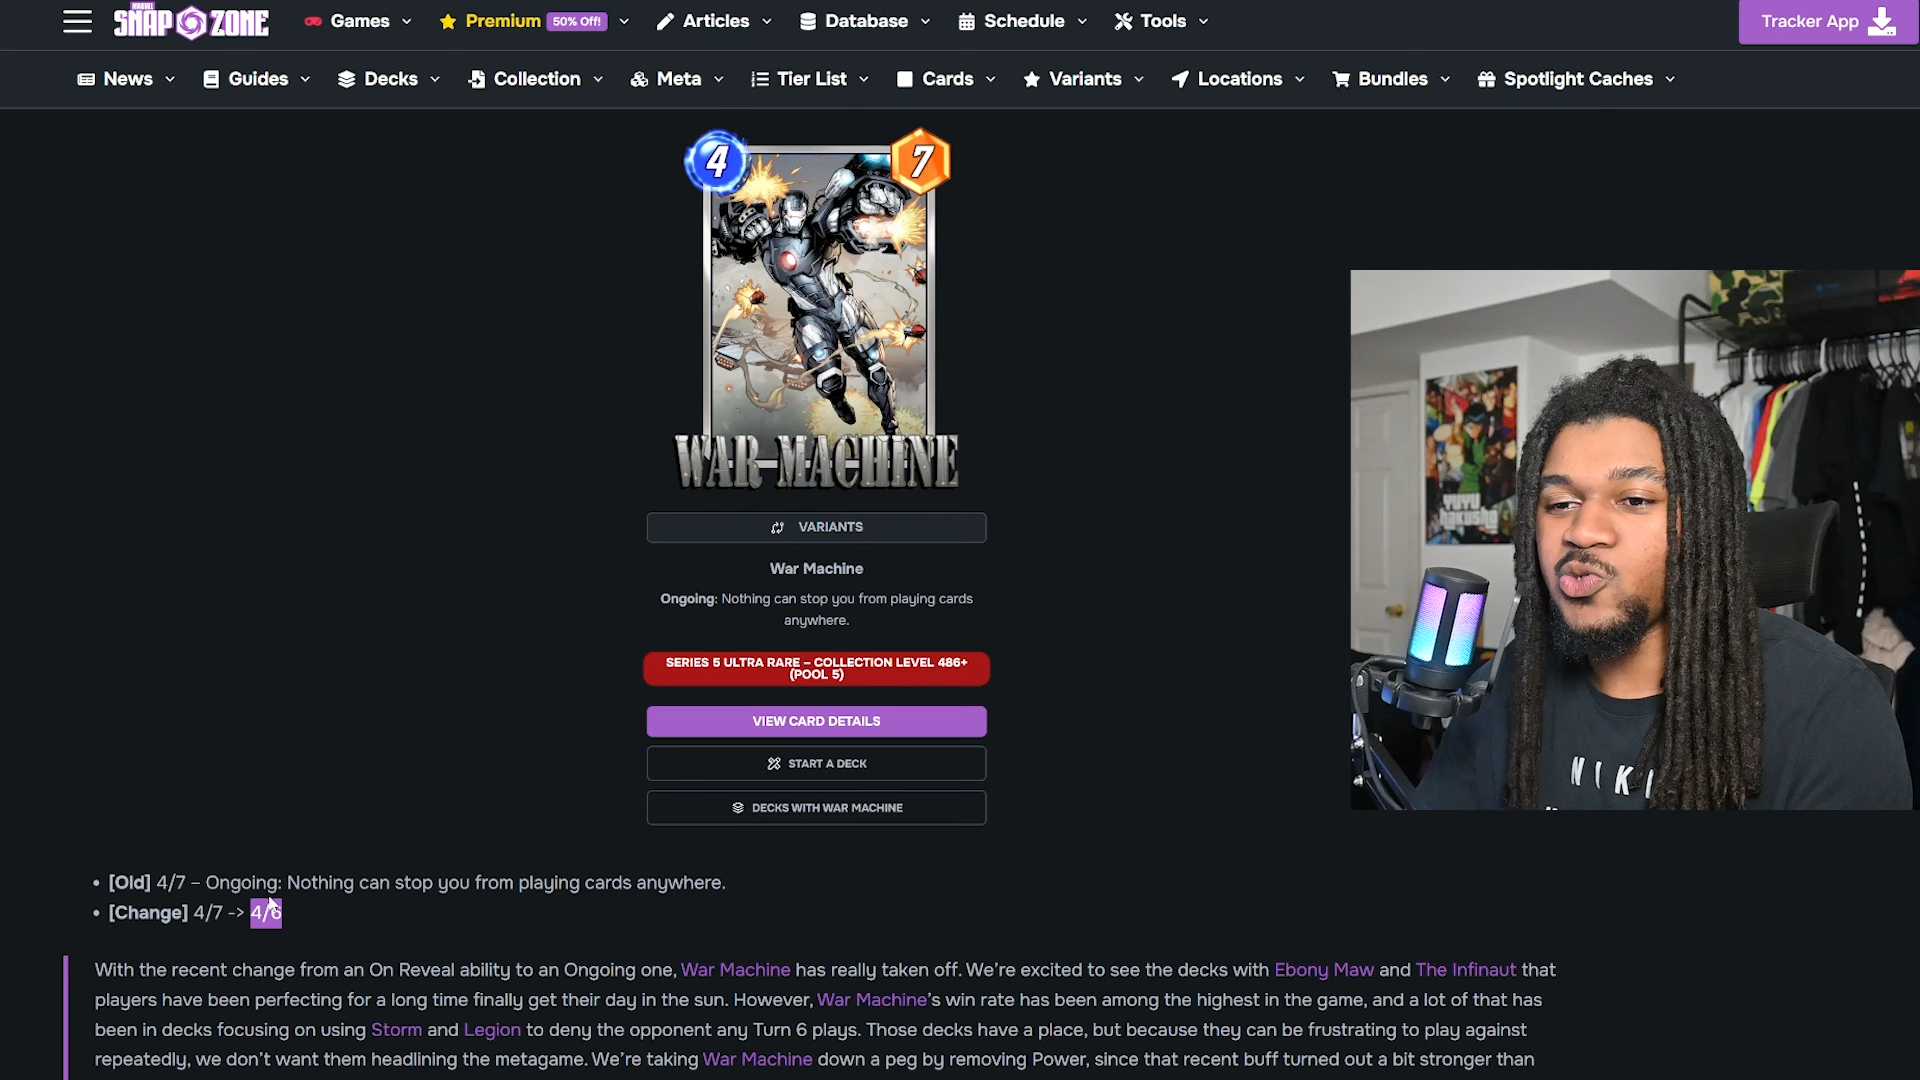 MARVEL
SNAP ZONE
Games
Premium 50% Off!
Articles
Database
Schedule
Tools
Tracker App
News
Guides
Decks
Collection
Meta
Tier List
Cards
Variants
Locations
Bundles
Spotlight Caches
4
7
WAR MACHINE
VARIANTS
War Machine
Ongoing: Nothing can stop you from playing cards
anywhere.
SERIES 5 ULTRA RARE – COLLECTION LEVEL 486+
(POOL 5)
VIEW CARD DETAILS
START A DECK
DECKS WITH WAR MACHINE
YUYU
HAKUSHO
NIKE
• [Old] 4/7 – Ongoing: Nothing can stop you from playing cards anywhere.
• [Change] 4/7 -> 4/6
With the recent change from an On Reveal ability to an Ongoing one, War Machine has really taken off. We're excited to see the decks with Ebony Maw and The Infinaut that
players have been perfecting for a long time finally get their day in the sun. However, War Machine's win rate has been among the highest in the game, and a lot of that has
been in decks focusing on using Storm and Legion to deny the opponent any Turn 6 plays. Those decks have a place, but because they can be frustrating to play against
repeatedly, we don't want them headlining the metagame. We're taking War Machine down a peg by removing Power, since that recent buff turned out a bit stronger than